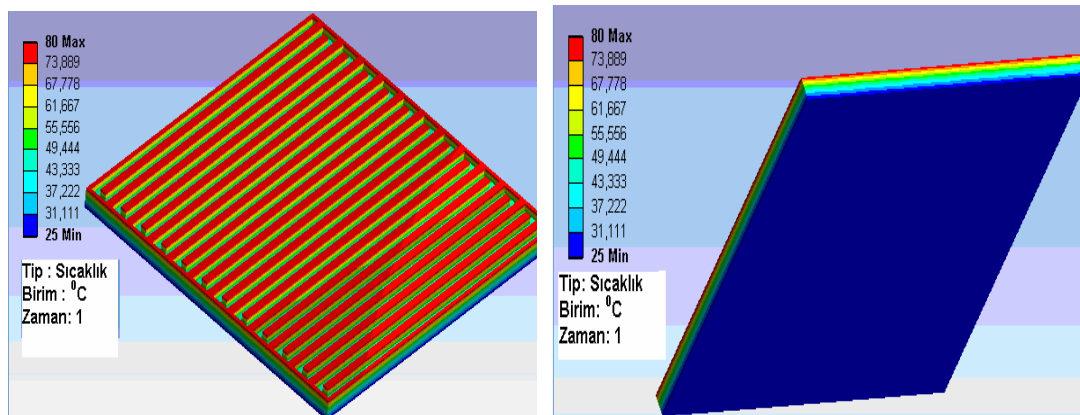 80 Max
73,889
67,778
61,667
55,556
49,444
43,333
37,222
31,111
25 Min
Tip : Sıcaklık
Birim : ⁰C
Zaman: 1
80 Max
73,889
67,778
61,667
55,556
49,444
43,333
37,222
31,111
25 Min
Tip: Sıcaklık
Birim: ⁰C
Zaman: 1